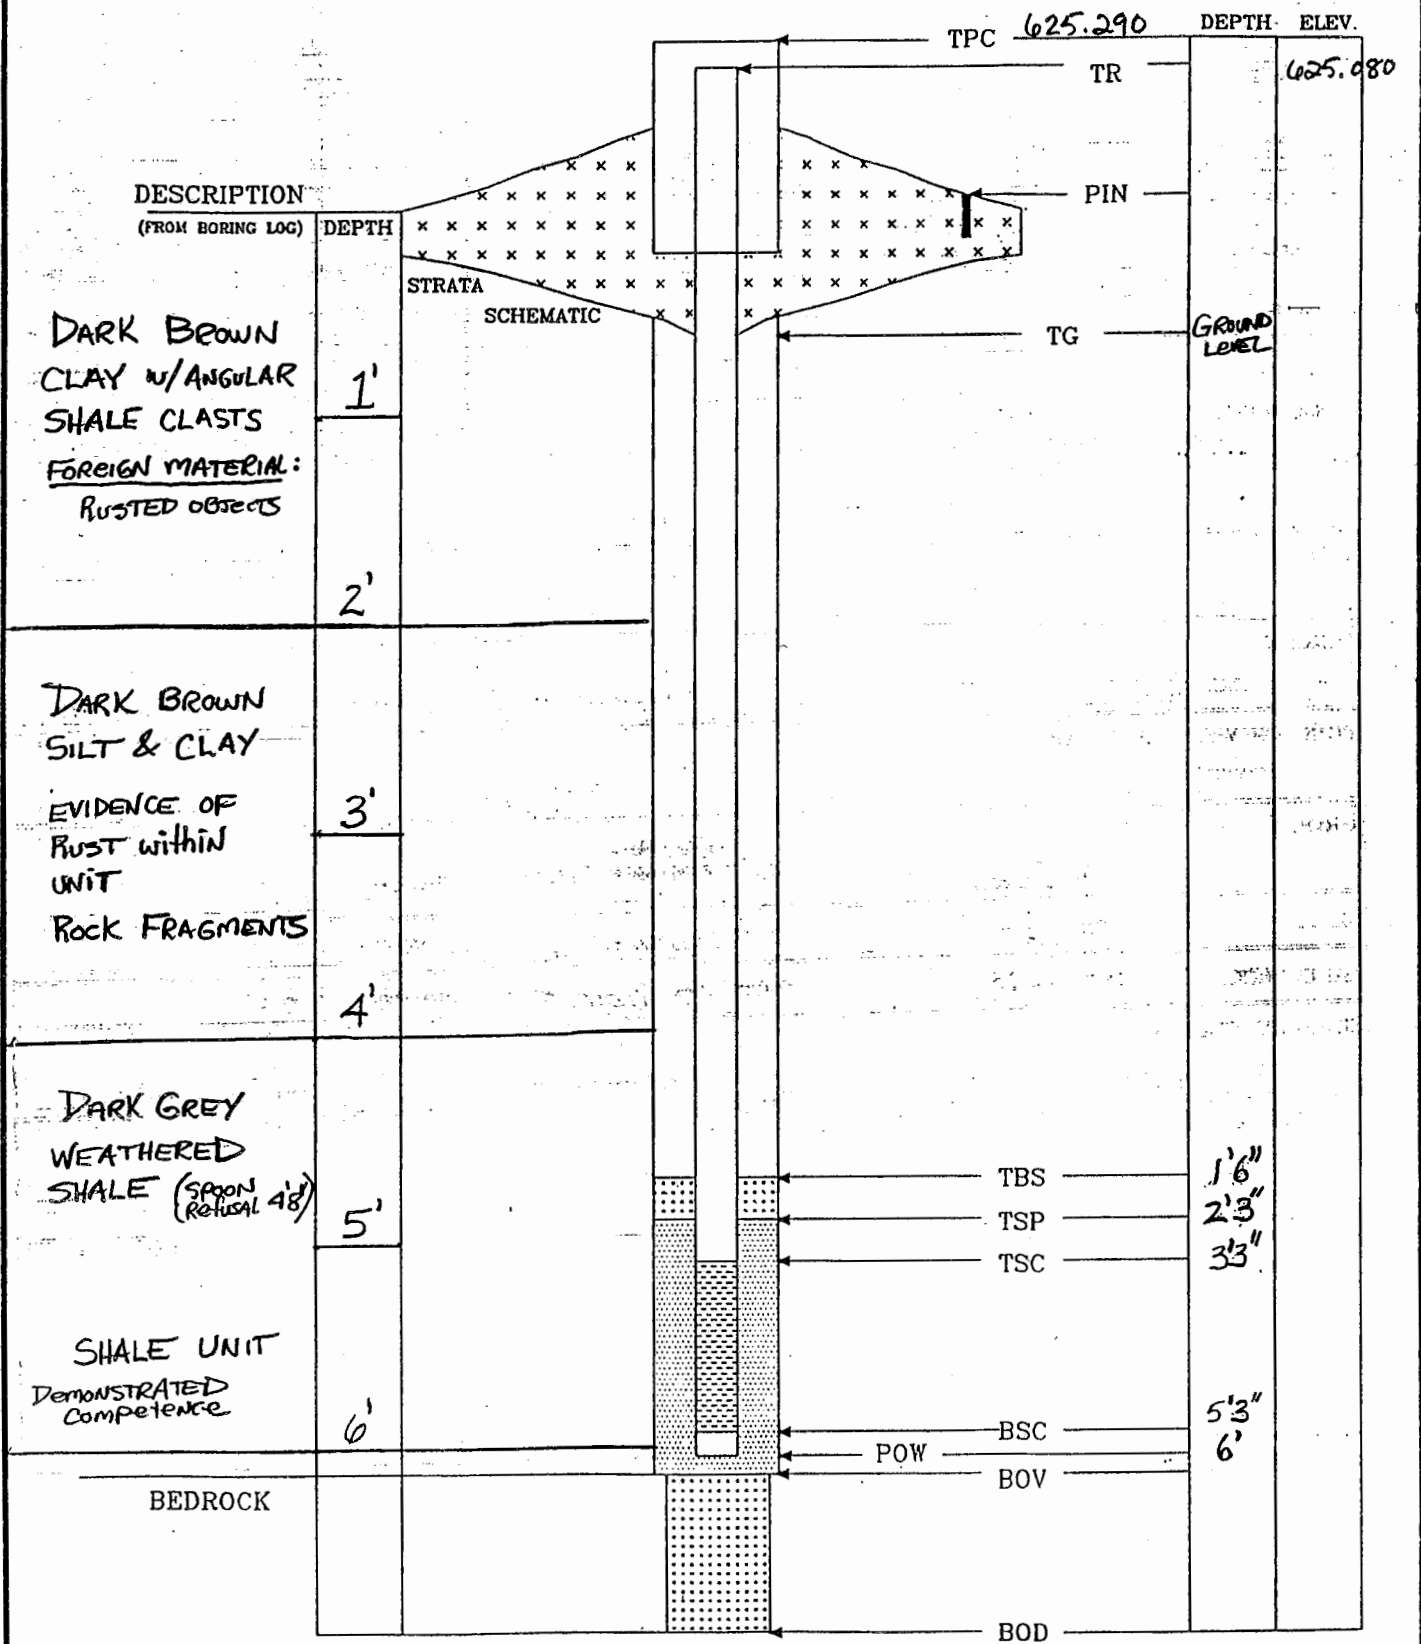 TPC 625.290 DEPTH ELEV.
TR 625.080
PIN
DESCRIPTION
(FROM BORING LOG) DEPTH
STRATA
SCHEMATIC
TG GROUND
LEVEL
DARK BROWN
CLAY W/ANGULAR
SHALE CLASTS
1'
FOREIGN MATERIAL:
RUSTED OBJECTS
2'
DARK BROWN
SILT & CLAY
EVIDENCE OF
RUST within
UNIT
3'
ROCK FRAGMENTS
4'
DARK GREY
WEATHERED
SHALE (SPOON
REFUSAL 4'8")
5'
TBS 1'6"
TSP 2'3"
TSC 3'3"
SHALE UNIT
DEMONSTRATED
Competence
6'
BSC 5'3"
POW 6'
BOV
BEDROCK
BOD